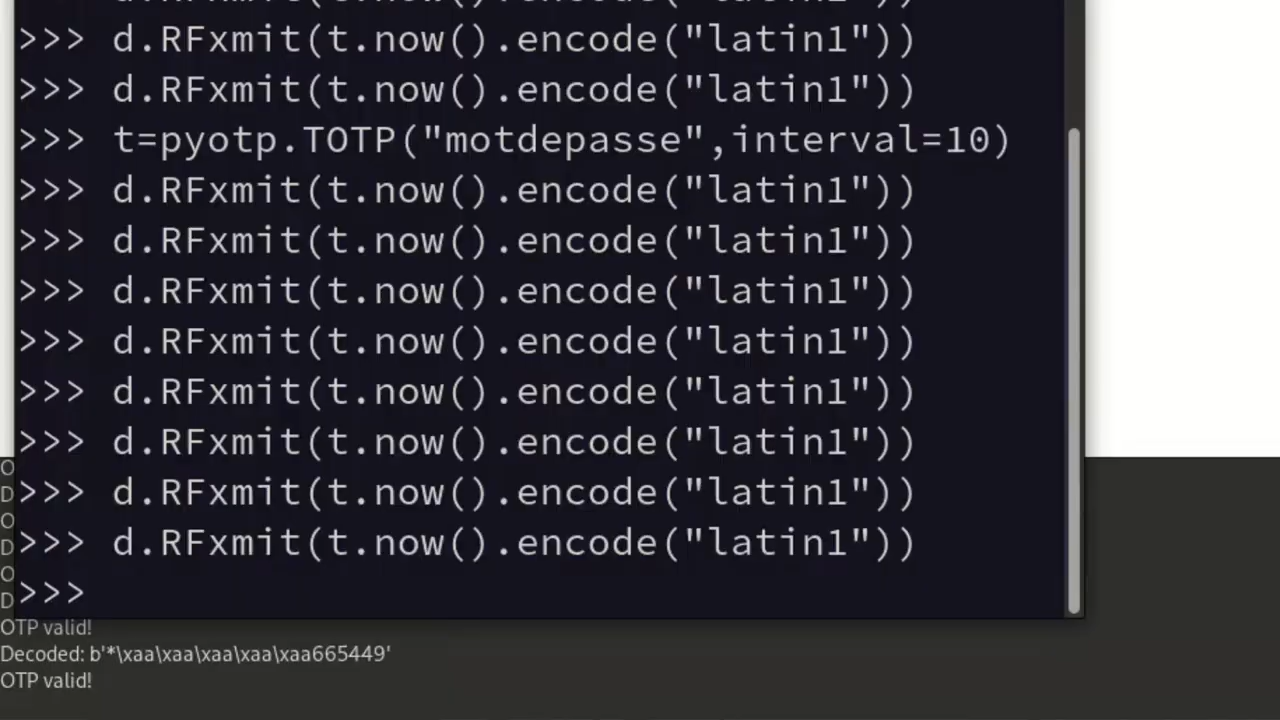 >>> d.RFxmit(t.now().encode("latin1"))
>>> d.RFxmit(t.now().encode("latin1"))
>>> t=pyotp.TOTP("motdepasse",interval=10)
>>> d.RFxmit(t.now().encode("latin1"))
>>> d.RFxmit(t.now().encode("latin1"))
>>> d.RFxmit(t.now().encode("latin1"))
>>> d.RFxmit(t.now().encode("latin1"))
>>> d.RFxmit(t.now().encode("latin1"))
>>> d.RFxmit(t.now().encode("latin1"))
>>> d.RFxmit(t.now().encode("latin1"))
>>> d.RFxmit(t.now().encode("latin1"))
>>>
O
D
O
D
O
D
OTP valid!
Decoded: b'*\xaa\xaa\xaa\xaa\xaa665449'
OTP valid!